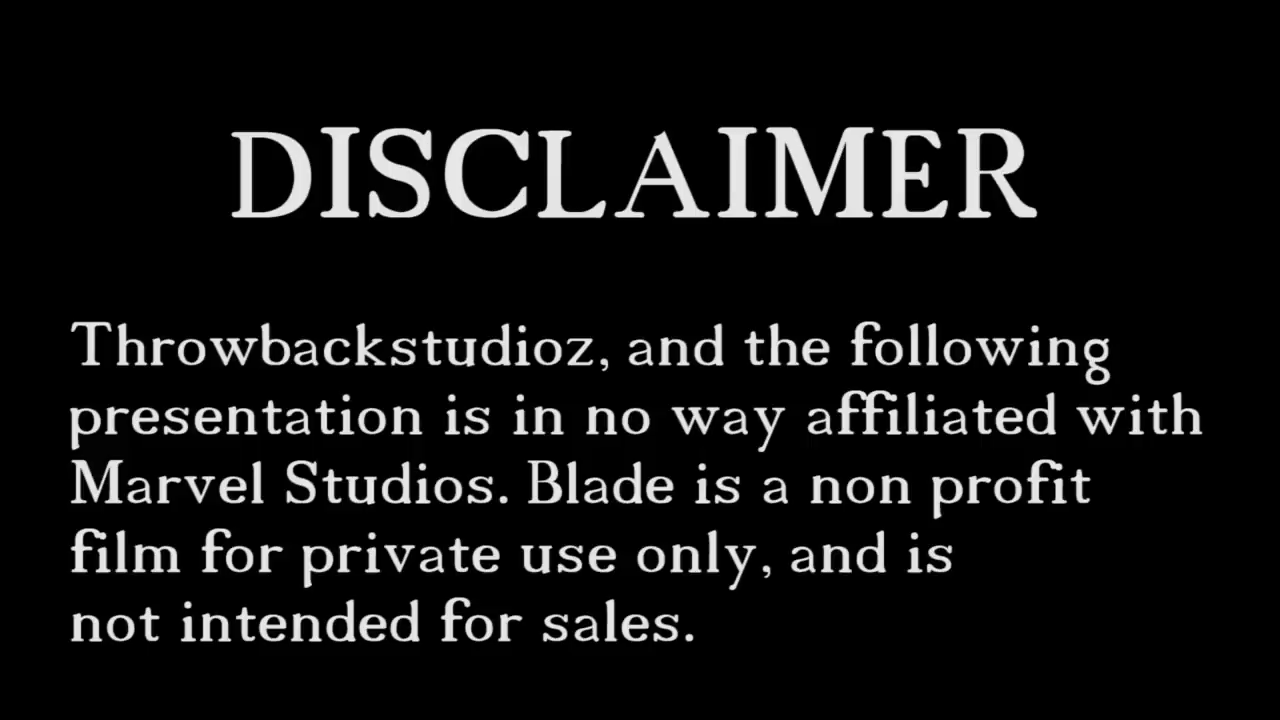 DISCLAIMER
Throwbackstudioz, and the following
presentation is in no way affiliated with
Marvel Studios. Blade is a non profit
film for private use only, and is
not intended for sales.